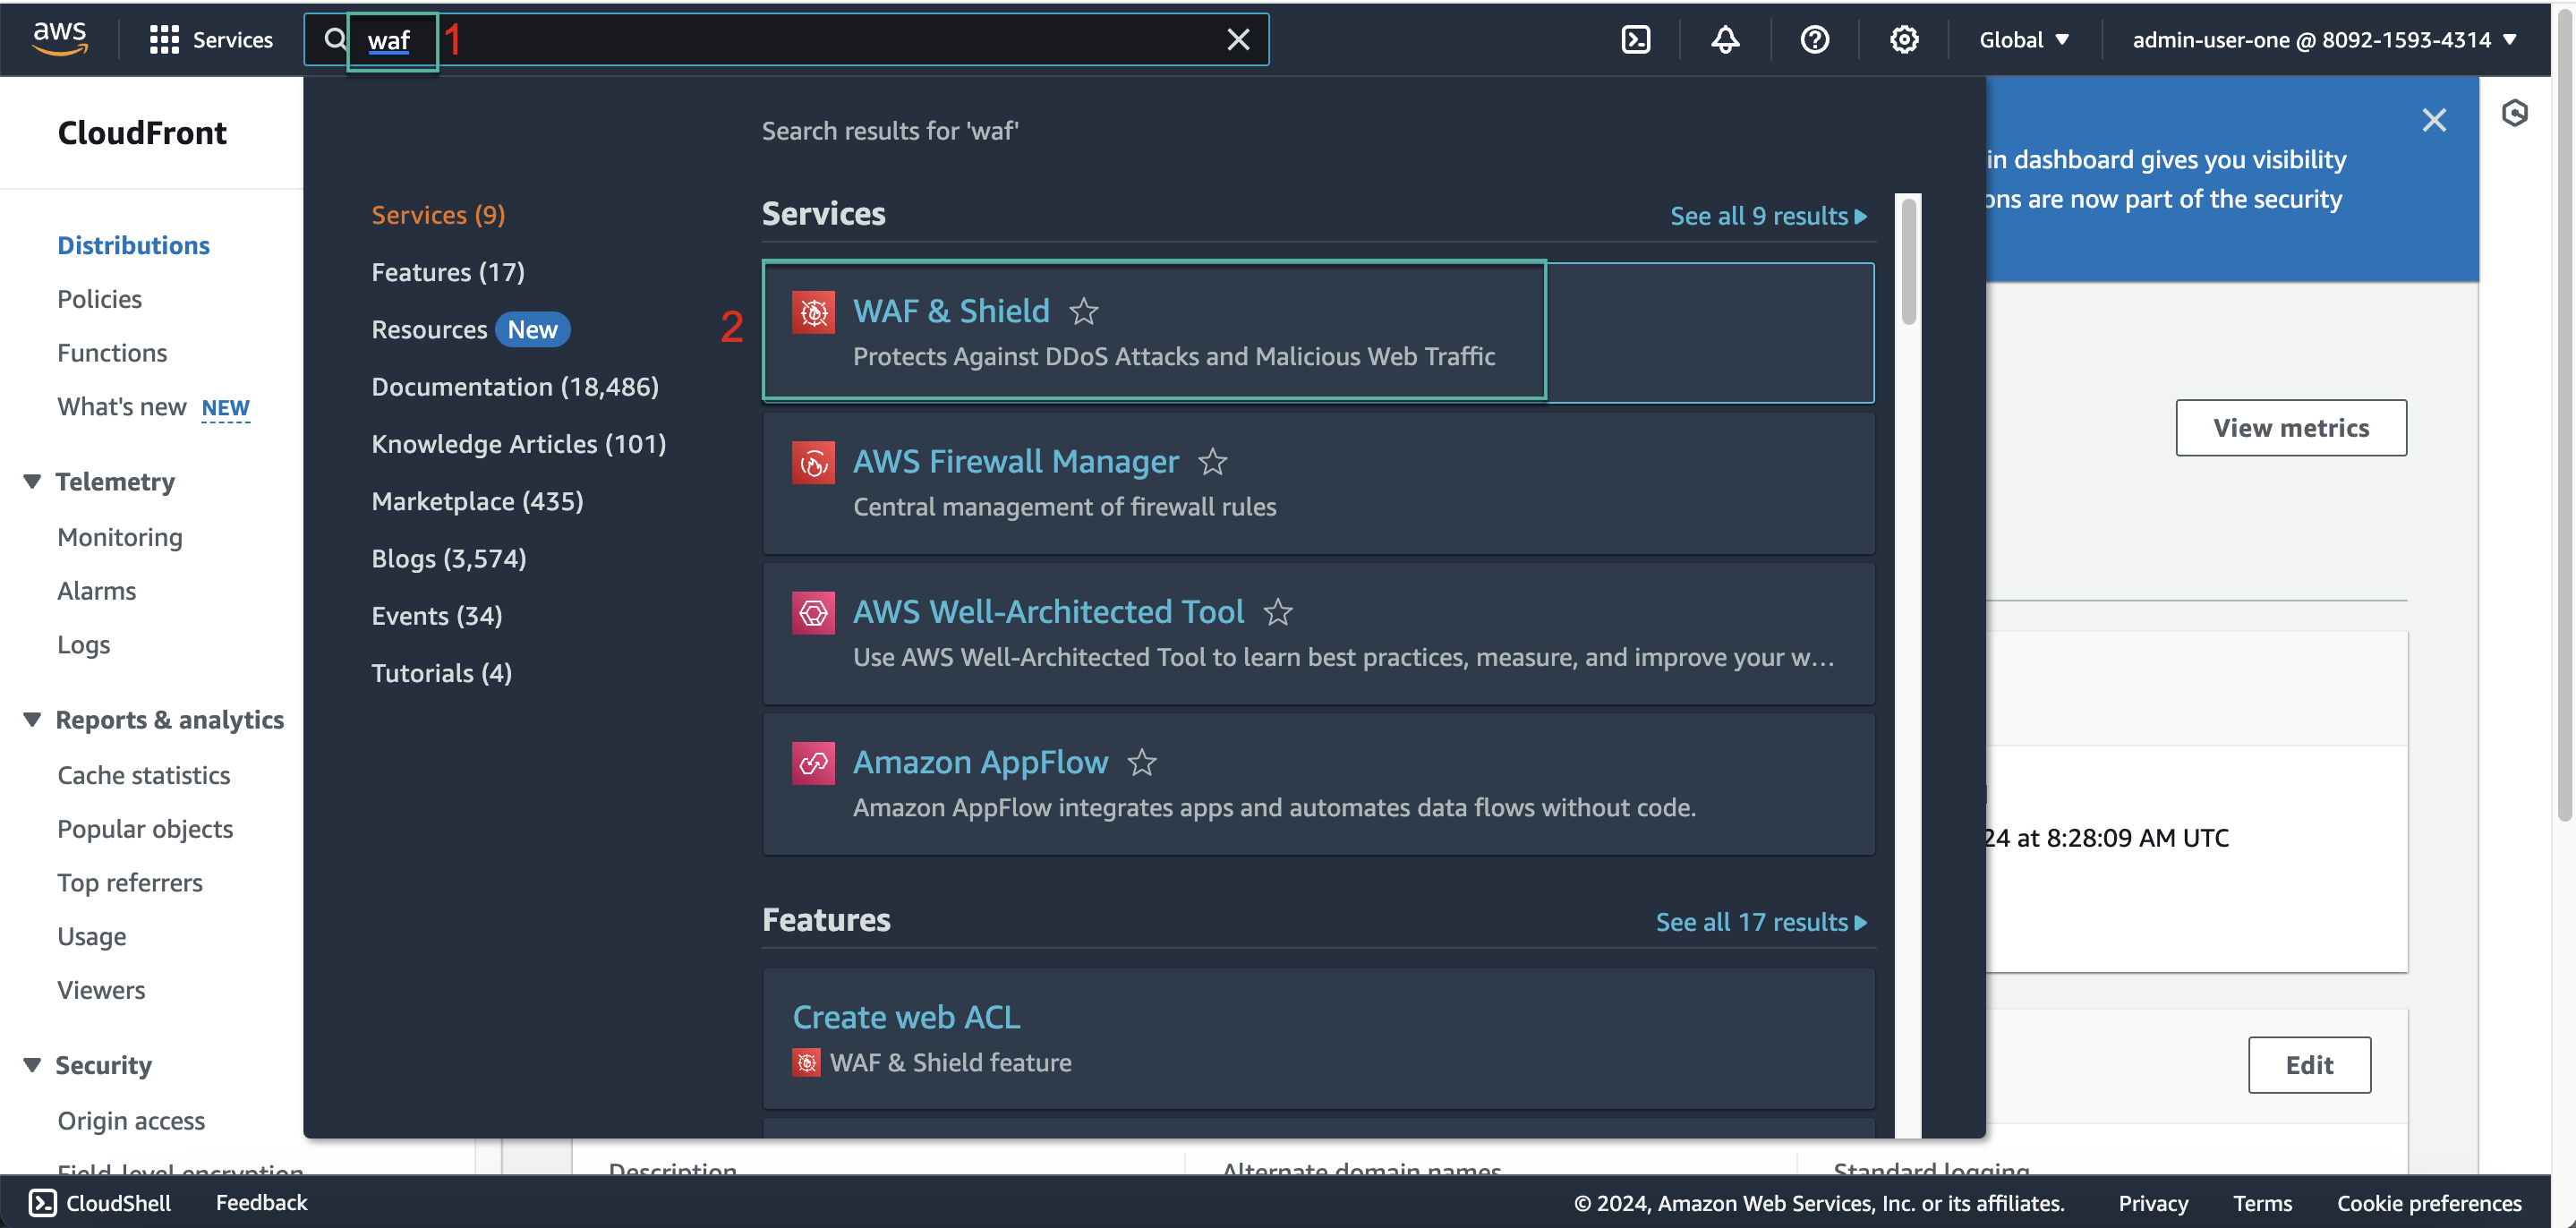 aws
Services
waf
1
Global
admin-user-one @ 8092-1593-4314
CloudFront
Distributions
Policies
Functions
What's new NEW
Telemetry
Monitoring
Alarms
Logs
Reports & analytics
Cache statistics
Popular objects
Top referrers
Usage
Viewers
Security
Origin access
Field-level encryption
Search results for 'waf'
Services (9)
Features (17)
Resources New
Documentation (18,486)
Knowledge Articles (101)
Marketplace (435)
Blogs (3,574)
Events (34)
Tutorials (4)
Services
See all 9 results
2
WAF & Shield
Protects Against DDoS Attacks and Malicious Web Traffic
AWS Firewall Manager
Central management of firewall rules
AWS Well-Architected Tool
Use AWS Well-Architected Tool to learn best practices, measure, and improve your w...
Amazon AppFlow
Amazon AppFlow integrates apps and automates data flows without code.
Features
See all 17 results
Create web ACL
WAF & Shield feature
in dashboard gives you visibility
ons are now part of the security
View metrics
24 at 8:28:09 AM UTC
Edit
Description
Alternate domain names
Standard logging
CloudShell
Feedback
© 2024, Amazon Web Services, Inc. or its affiliates.
Privacy
Terms
Cookie preferences